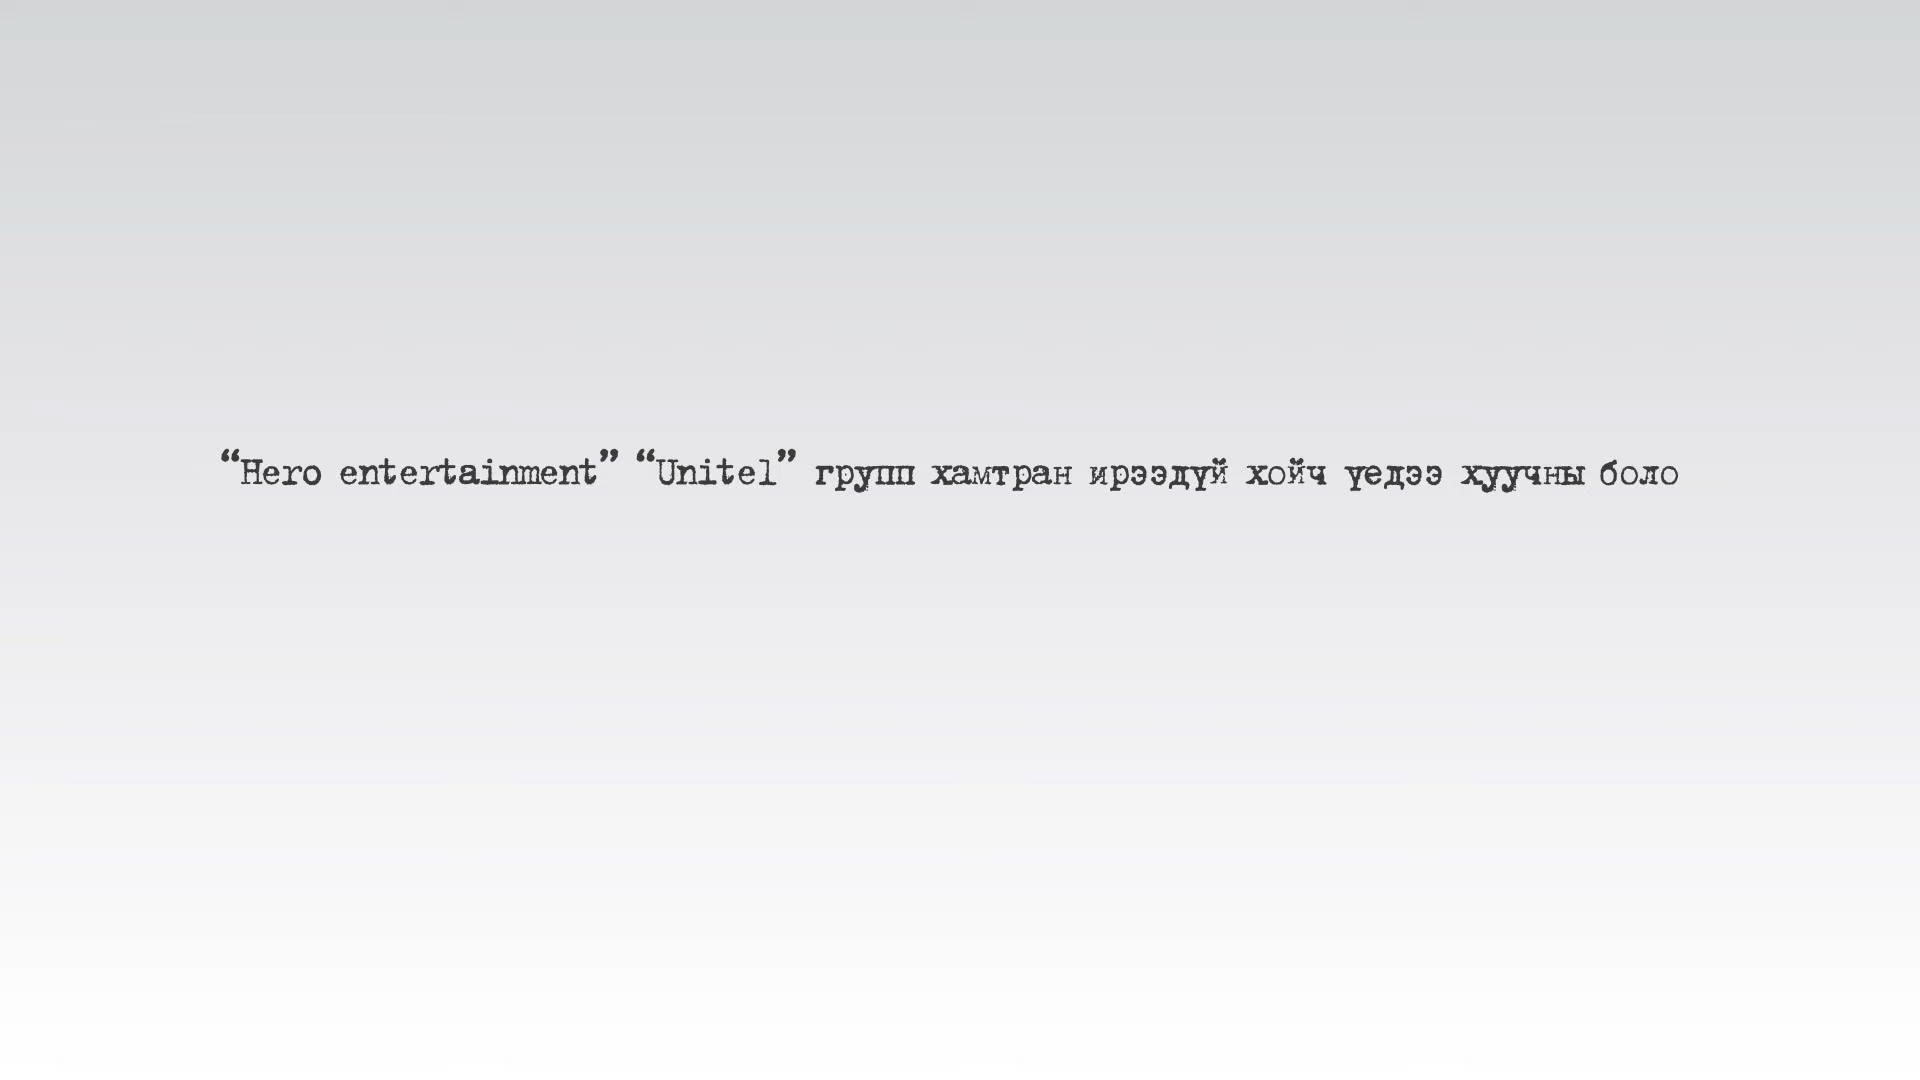 “Hero entertainment” “Unitel” групп хамтран ирээдүй хойч үедээ хуучны боло